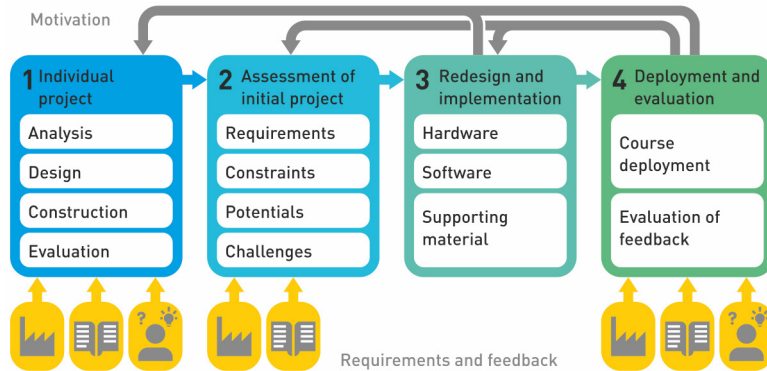 Motivation
1 Individual
project
Analysis
Design
Construction
Evaluation
2 Assessment of
initial project
Requirements
Constraints
Potentials
Challenges
3 Redesign and
implementation
Hardware
Software
Supporting
material
4 Deployment and
evaluation
Course
deployment
Evaluation of
feedback
?
?
Requirements and feedback